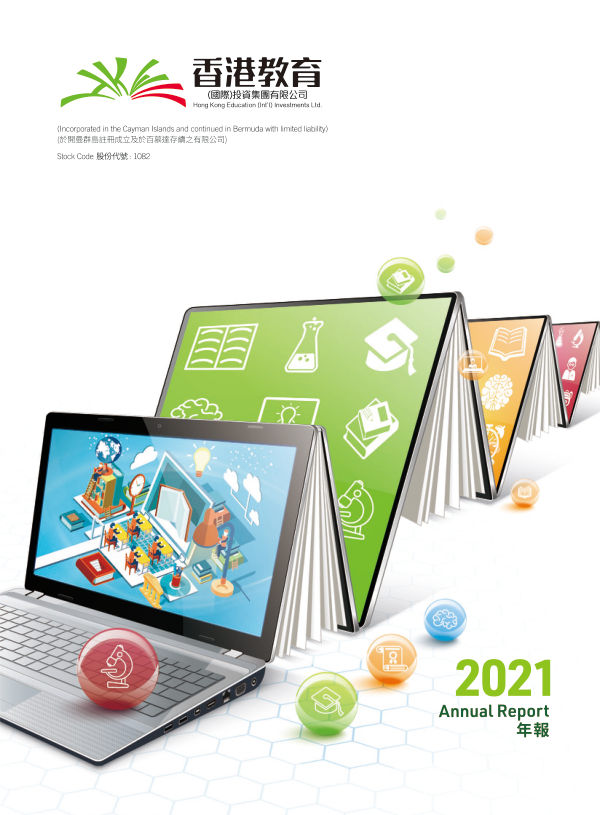 香港教育
(國際)投資集團有限公司
Hong Kong Education (Int'l) Investments Ltd.
(Incorporated in the Cayman Islands and continued in Bermuda with limited liability)
(於開曼群島註冊成立及於百慕達存續之有限公司)
Stock Code 股份代號 : 1082
2021
Annual Report
年報